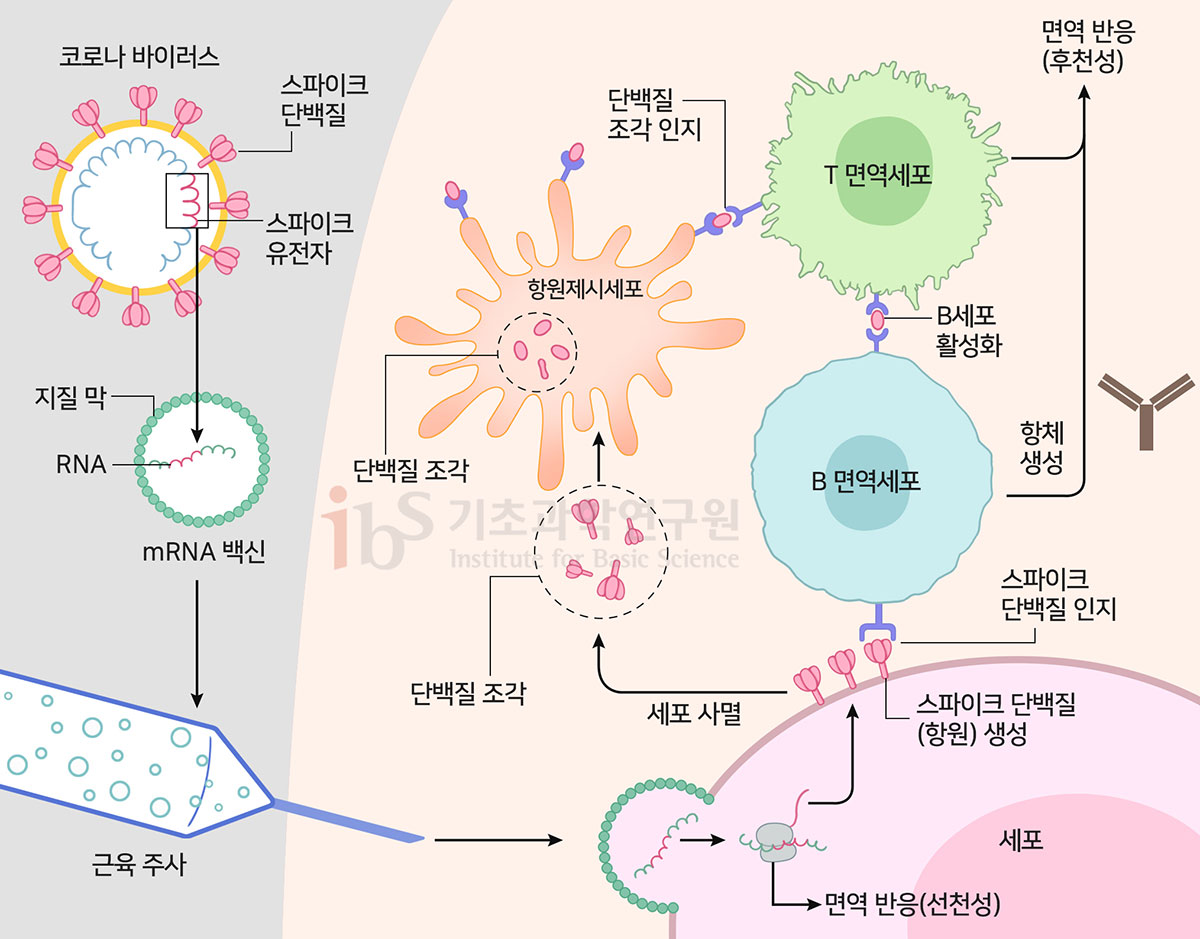 코로나 바이러스
스파이크
단백질
스파이크
유전자
지질 막
RNA
mRNA 백신
근육 주사
면역 반응
(후천성)
단백질
조각 인지
T 면역세포
항원제시세포
B세포
활성화
단백질 조각
항체
생성
B 면역세포
ibs 기초과학연구원
Institute for Basic Science
스파이크
단백질 인지
단백질 조각
세포 사멸
스파이크 단백질
(항원) 생성
세포
면역 반응(선천성)